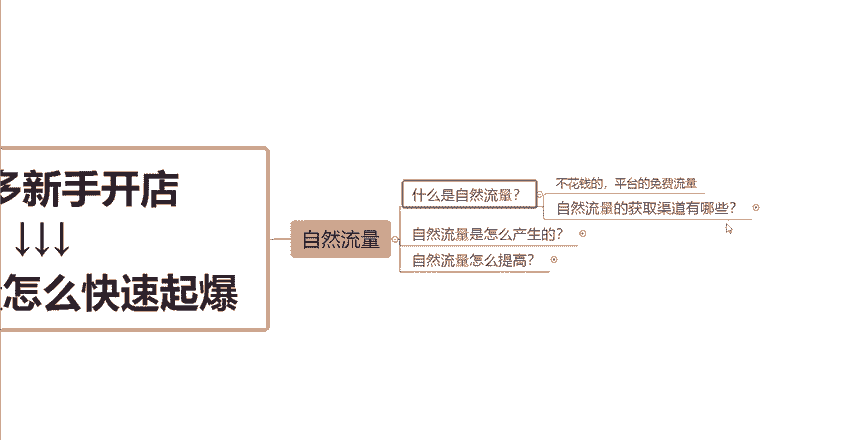 多新手开店
↓↓↓
怎么快速起爆
自然流量
什么是自然流量？
不花钱的，平台的免费流量
自然流量的获取渠道有哪些？
自然流量是怎么产生的？
自然流量怎么提高？